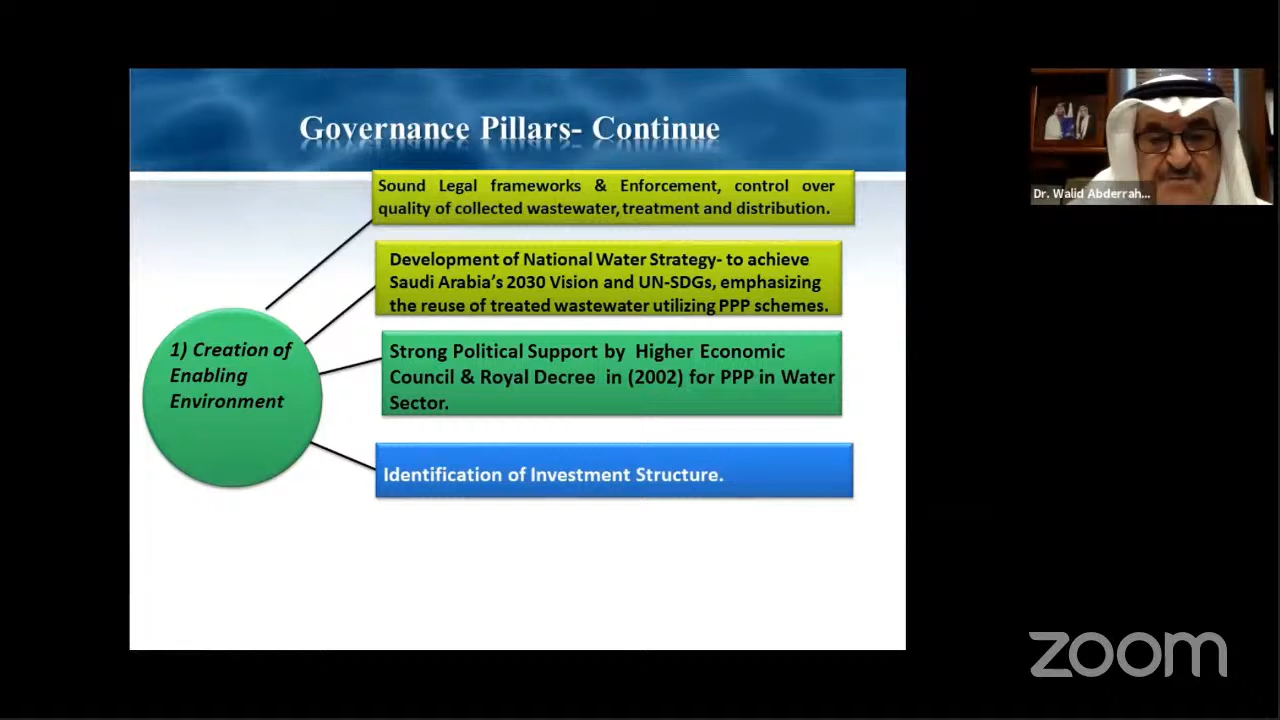 Governance Pillars- Continue
Sound Legal frameworks & Enforcement, control over
quality of collected wastewater, treatment and distribution.
Development of National Water Strategy- to achieve
Saudi Arabia's 2030 Vision and UN-SDGs, emphasizing
the reuse of treated wastewater utilizing PPP schemes.
1) Creation of
Enabling
Environment
Strong Political Support by Higher Economic
Council & Royal Decree in (2002) for PPP in Water
Sector.
Identification of Investment Structure.
Dr. Walid Abderrah...
zoom